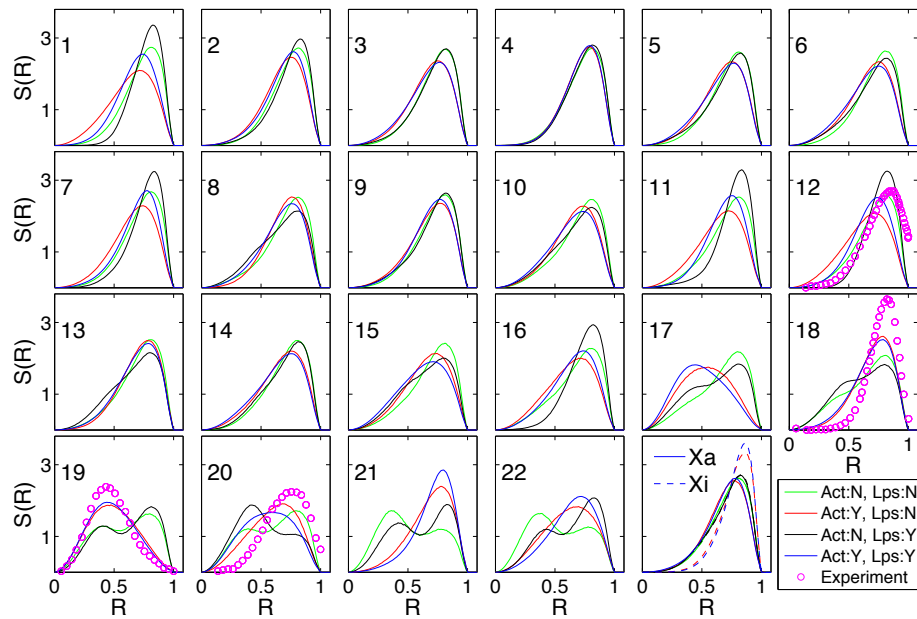 S(R) 3 2 1 1 2 3 4 5 6
S(R) 3 1 7 8 9 10 11 12
S(R) 3 1 13 14 15 16 17 18
0 0.5 1 R
S(R) 3 1 19 20 21 22 Xa
Xi
Act:N, Lps:N
Act:Y, Lps:N
Act:N, Lps:Y
Act:Y, Lps:Y
Experiment
0 0.5 1 0 0.5 1 0 0.5 1 0 0.5 1 0 0.5 1
R R R R R